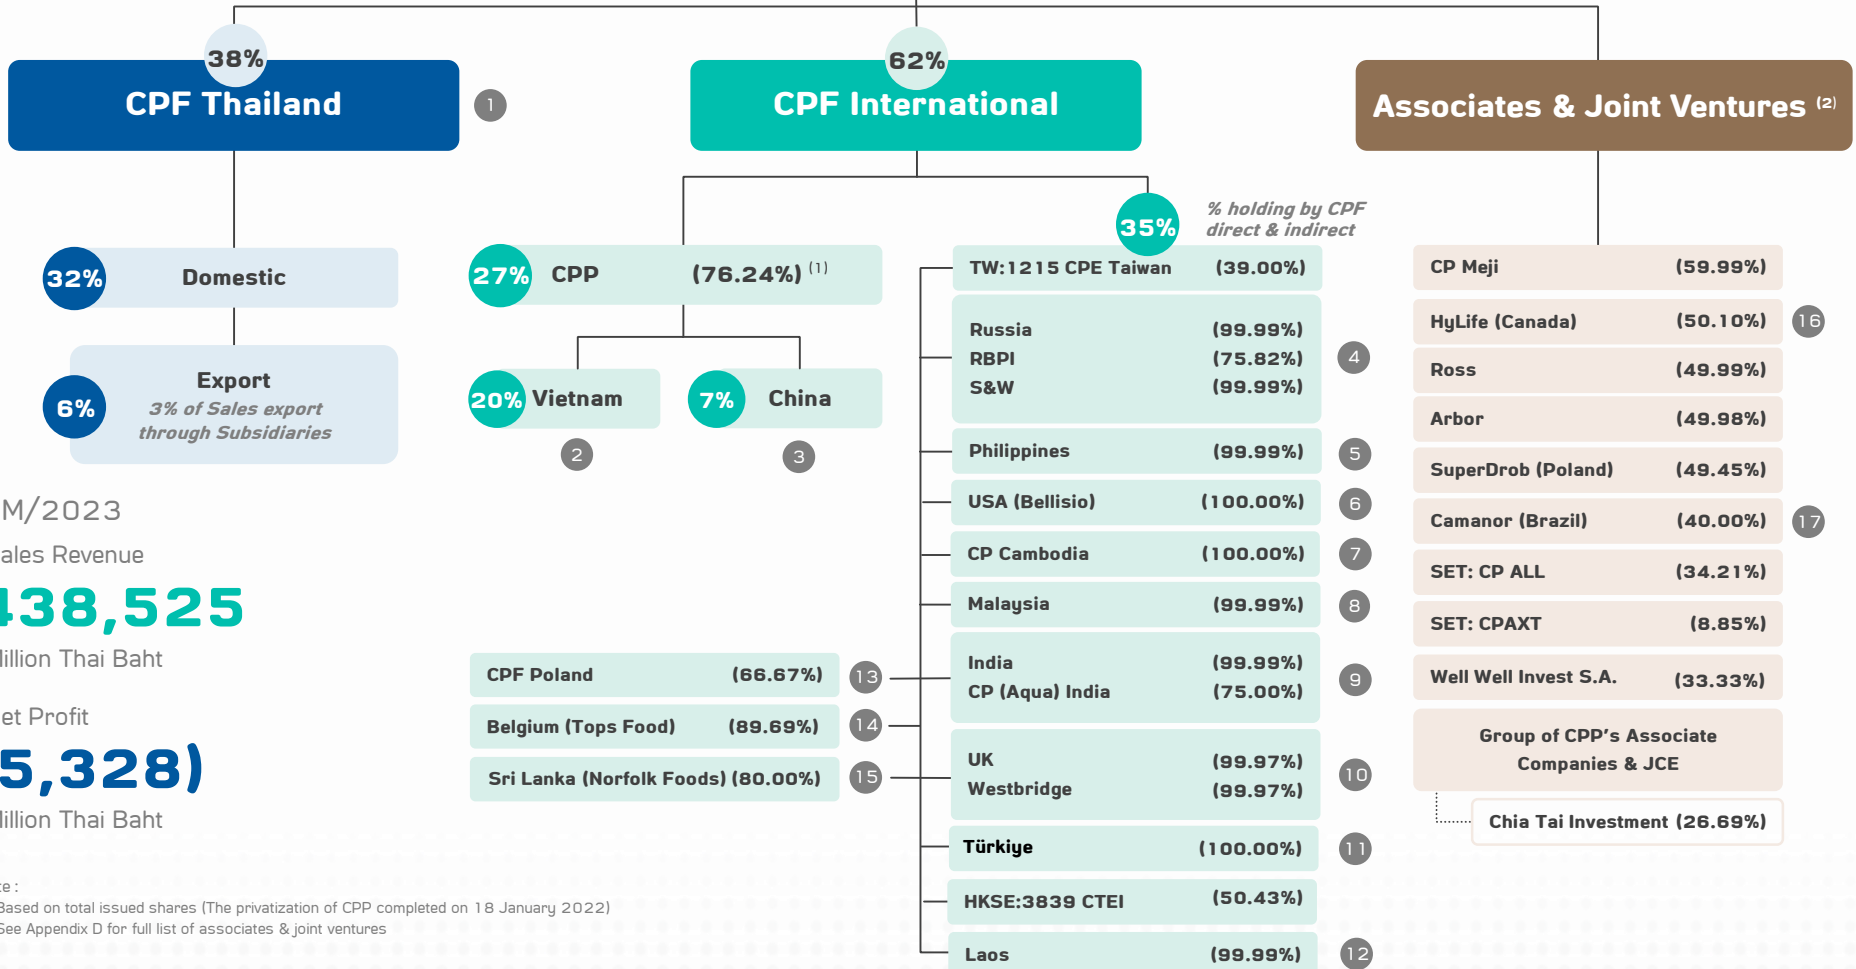 38%
CPF Thailand
1
32%
Domestic
6%
Export
3% of Sales export
through Subsidiaries
M/2023
ales Revenue
438,525
illion Thai Baht
et Profit
5,328)
illion Thai Baht
te :
Based on total issued shares (The privatization of CPP completed on 18 January 2022)
See Appendix D for full list of associates & joint ventures
62%
CPF International
27% CPP (76.24%) (1)
20% Vietnam
2
7% China
3
CPF Poland (66.67%) 13
Belgium (Tops Food) (89.69%) 14
Sri Lanka (Norfolk Foods) (80.00%) 15
35%
% holding by CPF
direct & indirect
TW:1215 CPE Taiwan (39.00%)
Russia (99.99%)
RBPI (75.82%) 4
S&W (99.99%)
Philippines (99.99%) 5
USA (Bellisio) (100.00%) 6
CP Cambodia (100.00%) 7
Malaysia (99.99%) 8
India (99.99%)
9
CP (Aqua) India (75.00%)
UK (99.97%)
10
Westbridge (99.97%)
Türkiye (100.00%) 11
HKSE:3839 CTEI (50.43%)
Laos (99.99%) 12
Associates & Joint Ventures (2)
CP Meji (59.99%)
HyLife (Canada) (50.10%) 16
Ross (49.99%)
Arbor (49.98%)
SuperDrob (Poland) (49.45%)
Camanor (Brazil) (40.00%) 17
SET: CP ALL (34.21%)
SET: CPAXT (8.85%)
Well Well Invest S.A. (33.33%)
Group of CPP's Associate
Companies & JCE
Chia Tai Investment (26.69%)